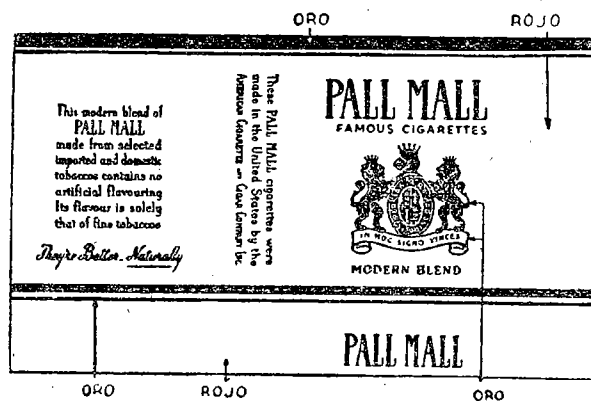 ORO
ROJO
This modern blend of
PALL MALL
made from selected
imported and domestic
tobaccos contains no
artificial flavouring
Its flavour is solely
that of fine tobaccos
They're Better - Naturally
These PALL MALL cigarettes were
made in the United States by the
AMERICAN CIGARETTE AND CIGAR COMPANY INC
PALL MALL
FAMOUS CIGARETTES
IN HOC SIGNO VINCES
MODERN BLEND
PALL MALL
ORO
ROJO
ORO